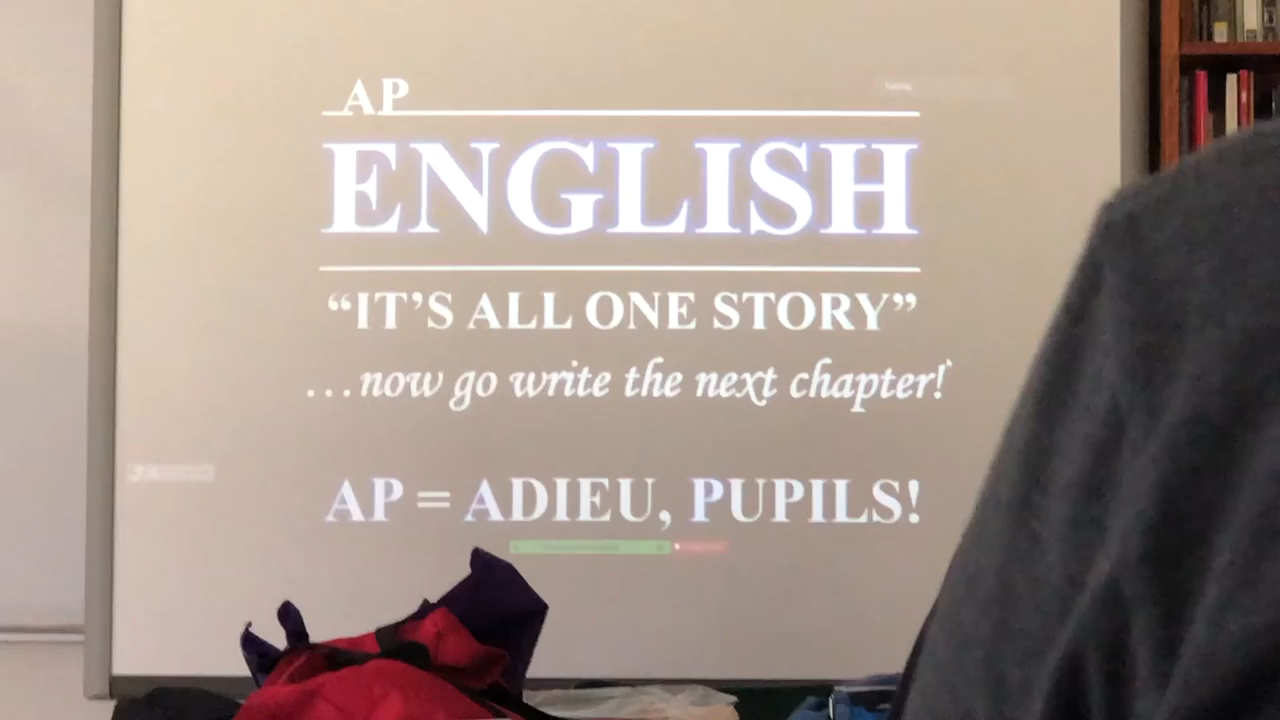 AP
ENGLISH
“IT’S ALL ONE STORY”
…now go write the next chapter!
AP = ADIEU, PUPILS!